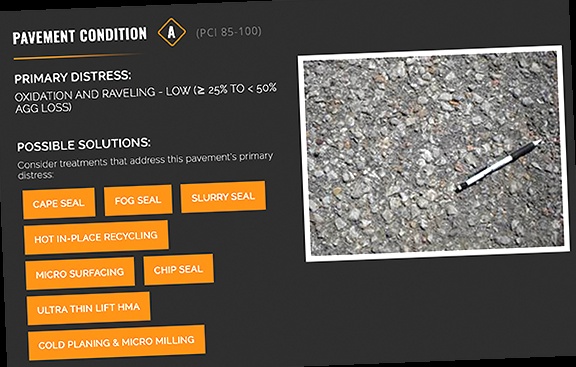 PAVEMENT CONDITION A (PCI 85-100)
PRIMARY DISTRESS:
OXIDATION AND RAVELING - LOW (≥ 25% TO < 50%
AGG LOSS)
POSSIBLE SOLUTIONS:
Consider treatments that address this pavement's primary
distress:
CAPE SEAL FOG SEAL SLURRY SEAL
HOT IN-PLACE RECYCLING
MICRO SURFACING CHIP SEAL
ULTRA THIN LIFT HMA
COLD PLANING & MICRO MILLING